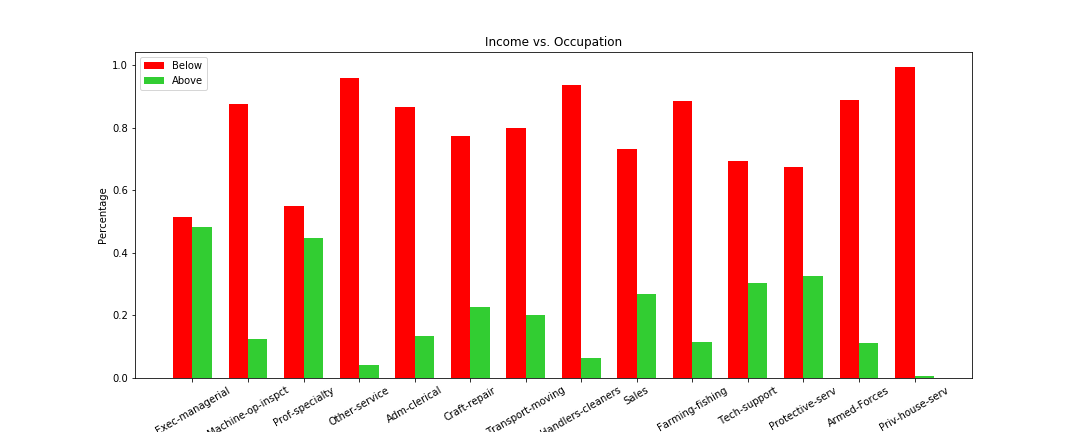 Income vs. Occupation
Below
Above
Percentage
1.0
0.8
0.6
0.4
0.2
0.0
Exec-managerial
Machine-op-inspct
Prof-specialty
Other-service
Adm-clerical
Craft-repair
Transport-moving
Handlers-cleaners
Sales
Farming-fishing
Tech-support
Protective-serv
Armed-Forces
Priv-house-serv